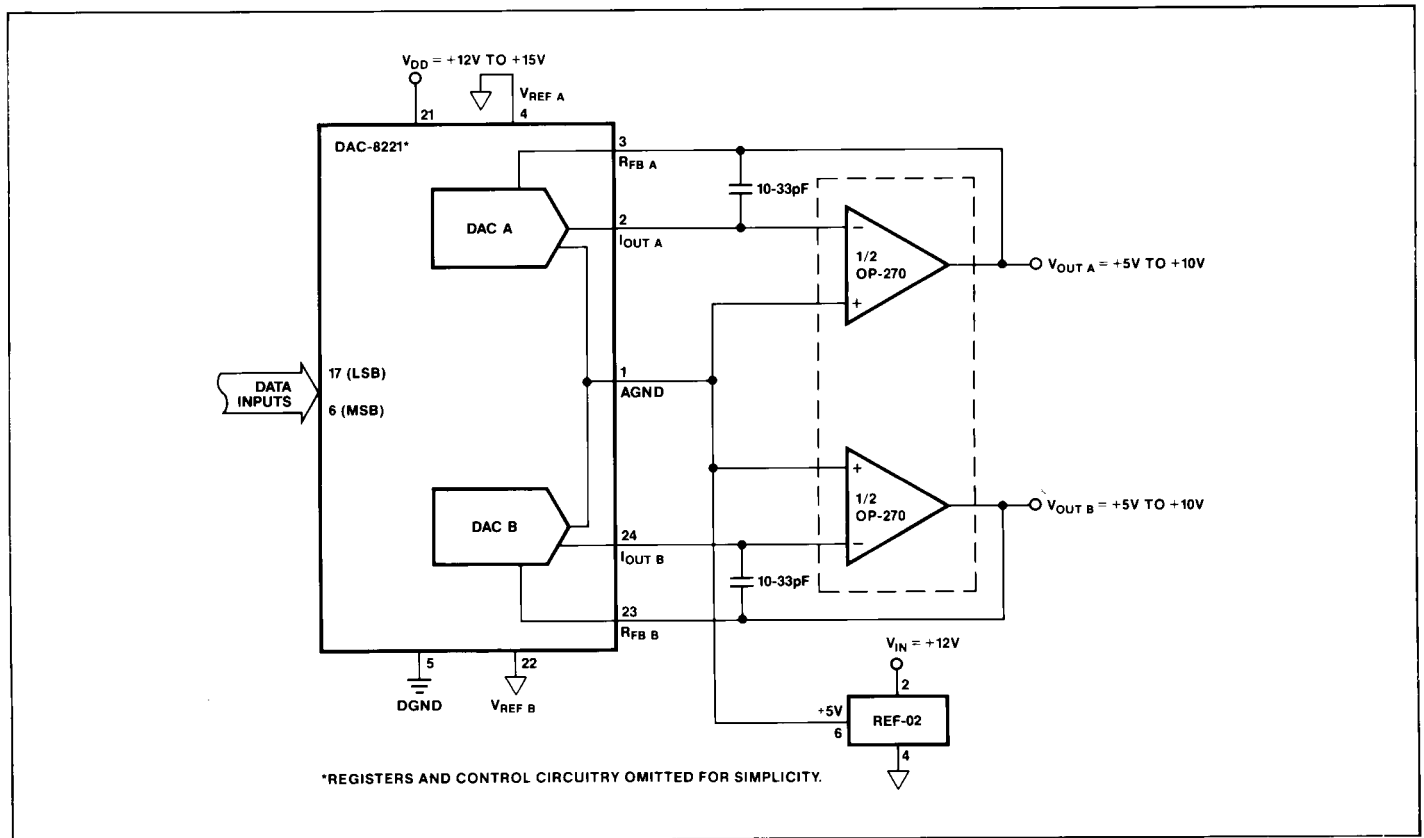 V_DD = +12V TO +15V
V_REF A
21
4
DAC-8221*
3
R_FB A
10-33pF
DAC A
2
I_OUT A
−
1/2
OP-270
+
V_OUT A = +5V TO +10V
17 (LSB)
DATA
INPUTS
6 (MSB)
1
AGND
+
1/2
OP-270
−
V_OUT B = +5V TO +10V
DAC B
24
I_OUT B
10-33pF
23
R_FB B
V_IN = +12V
2
5
22
DGND
V_REF B
+5V
6
REF-02
4
*REGISTERS AND CONTROL CIRCUITRY OMITTED FOR SIMPLICITY.